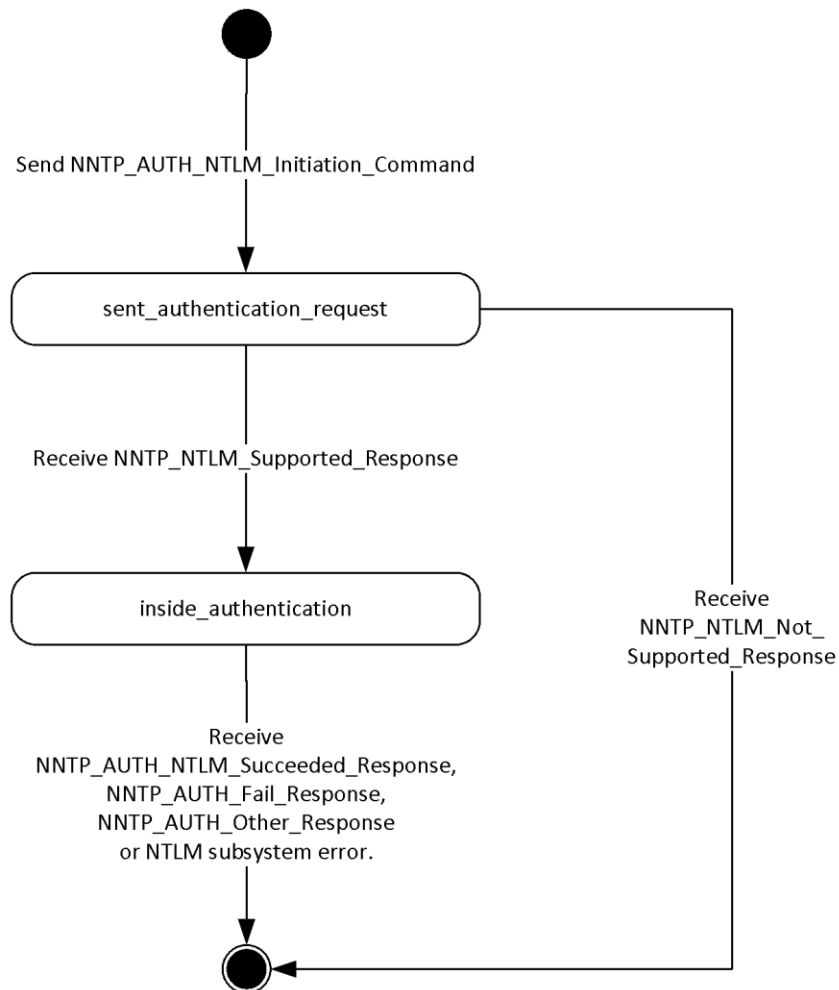 Send NNTP_AUTH_NTLM_Initiation_Command
sent_authentication_request
Receive NNTP_NTLM_Supported_Response
inside_authentication
Receive
NNTP_NTLM_Not_
Supported_Response
Receive
NNTP_AUTH_NTLM_Succeeded_Response,
NNTP_AUTH_Fail_Response,
NNTP_AUTH_Other_Response
or NTLM subsystem error.